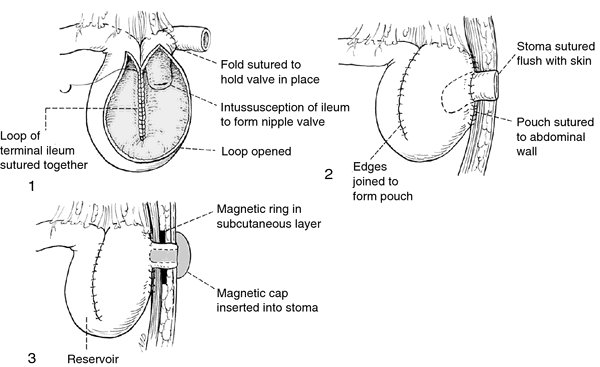 Fold sutured to
hold valve in place
Intussusception of ileum
to form nipple valve
Loop of
terminal ileum
sutured together
Loop opened
1
Stoma sutured
flush with skin
Pouch sutured
to abdominal
wall
Edges
joined to
form pouch
2
Magnetic ring in
subcutaneous layer
Magnetic cap
inserted into stoma
3
Reservoir